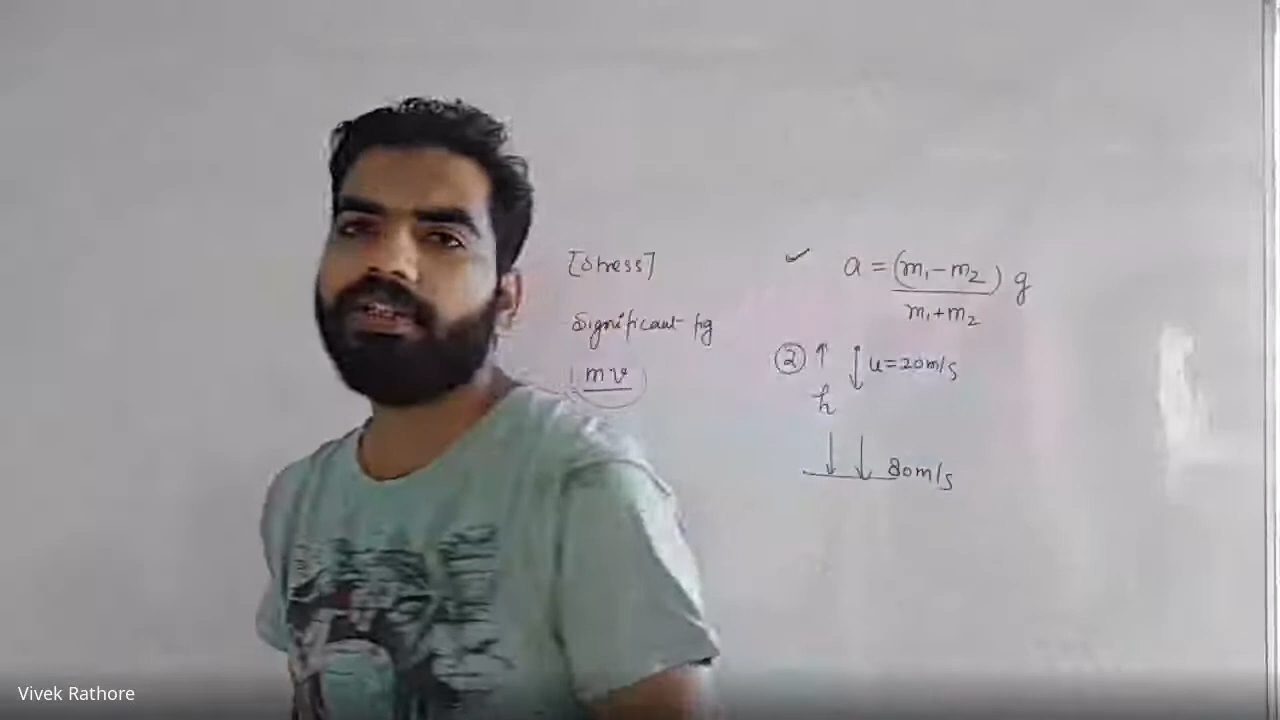 [Stress]
Significant fig
mv
✓ a = (m₁ - m₂) g
m₁ + m₂
② ↑ ↓ u = 20 m/s
h
↓ ↓ 80 m/s
Vivek Rathore